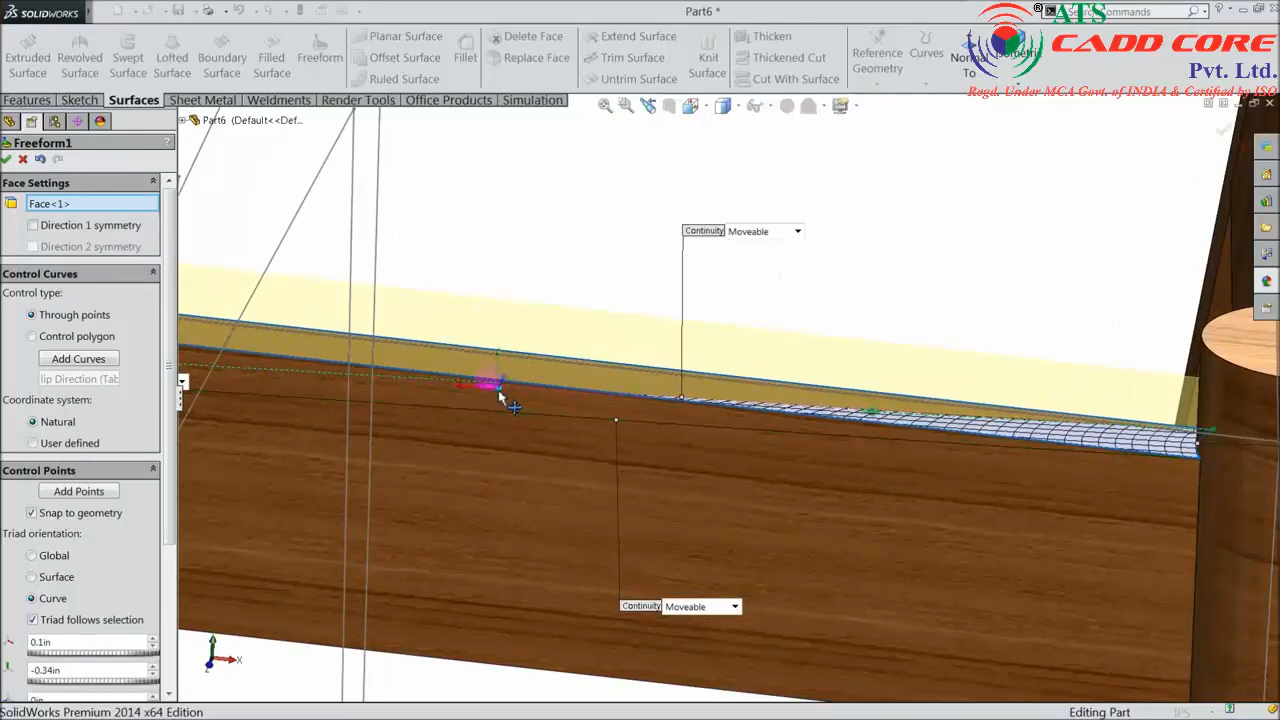 SOLIDWORKS
Part6 *
Commands
® ATS
CADD CORE
Pvt. Ltd.
Regd. Under MCA Govt. of INDIA & Certified by ISO
Extruded Surface
Revolved Surface
Swept Surface
Lofted Surface
Boundary Surface
Filled Surface
Freeform
Planar Surface
Offset Surface
Ruled Surface
Fillet
Delete Face
Replace Face
Extend Surface
Trim Surface
Untrim Surface
Knit Surface
Thicken
Thickened Cut
Cut With Surface
Reference Geometry
Curves
Normal To
Features
Sketch
Surfaces
Sheet Metal
Weldments
Render Tools
Office Products
Simulation
Part6 (Default<<Def...
Freeform1
?
Face Settings
Face<1>
Direction 1 symmetry
Direction 2 symmetry
Control Curves
Control type:
Through points
Control polygon
Add Curves
lip Direction (Tab
Coordinate system:
Natural
User defined
Control Points
Add Points
Snap to geometry
Triad orientation:
Global
Surface
Curve
Triad follows selection
0.1in
-0.34in
0in
Continuity Moveable
Continuity Moveable
X
Z
SolidWorks Premium 2014 x64 Edition
Editing Part
IPS